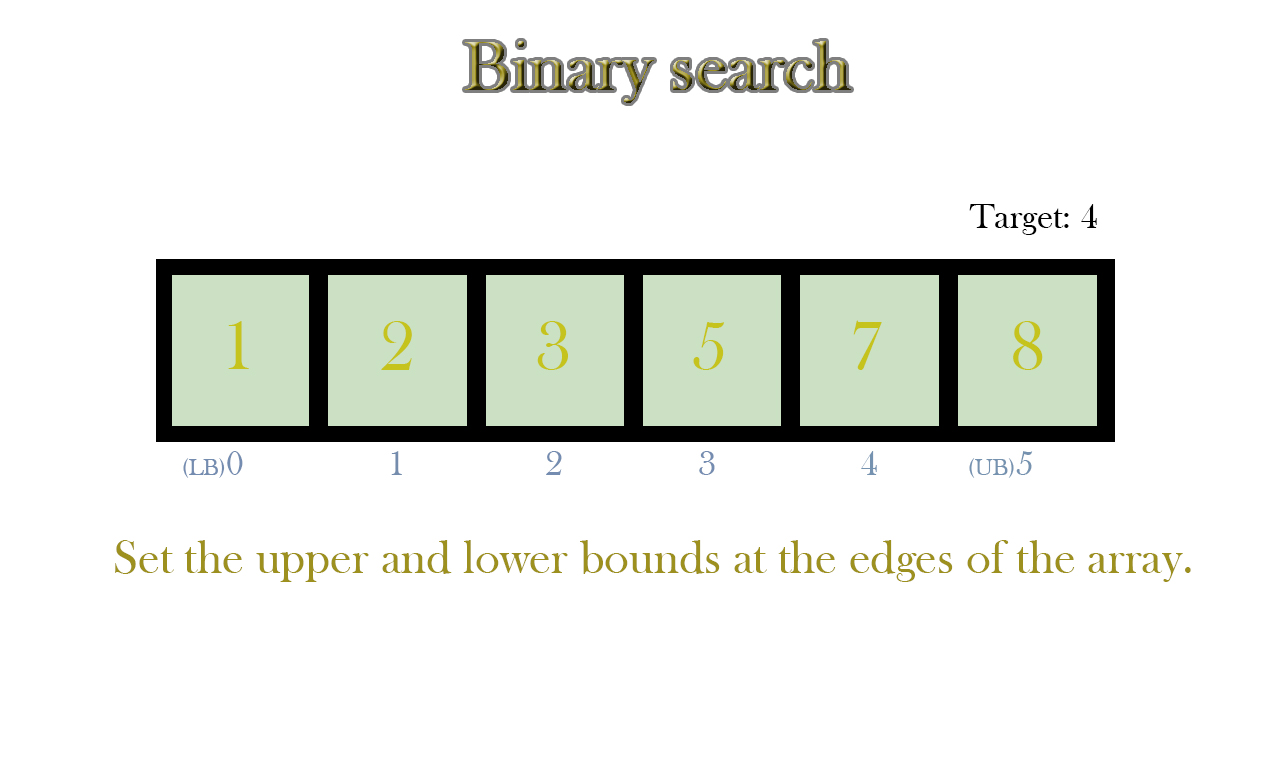 Binary search
Target: 4
1 2 3 5 7 8
(LB)0 1 2 3 4 (UB)5
Set the upper and lower bounds at the edges of the array.